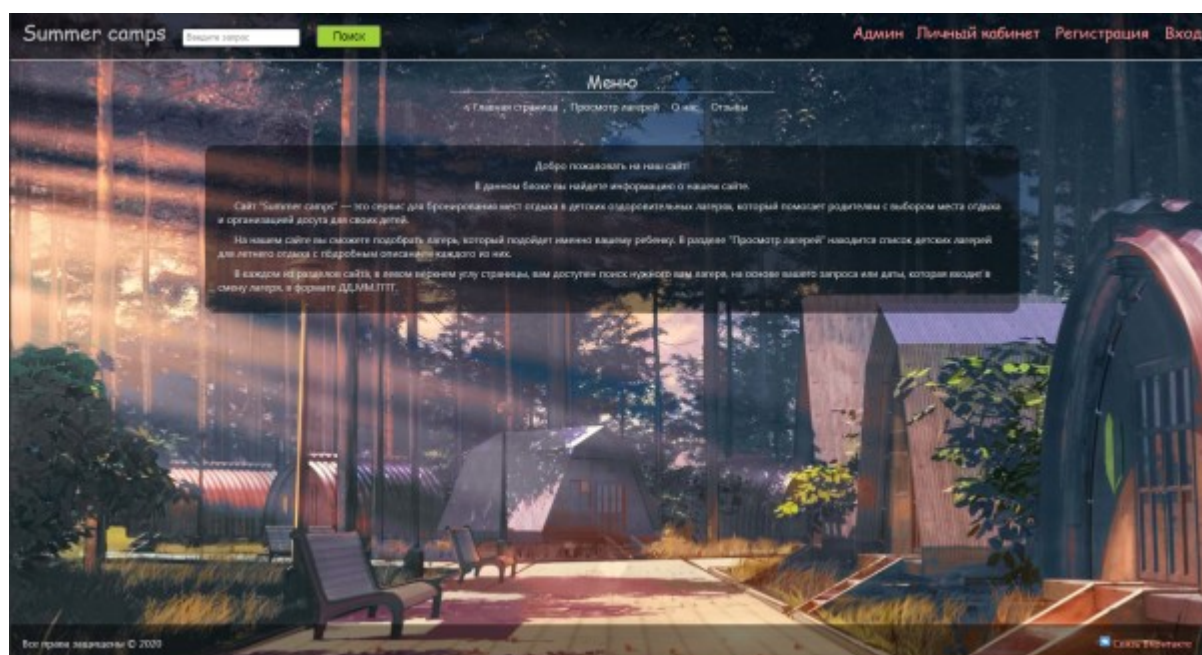 Summer camps Введите запрос Поиск Админ Личный кабинет Регистрация Вход
Меню
Главная страница Просмотр лагерей О нас Отзывы
Добро пожаловать на наш сайт!
В данном блоке вы найдете информацию о нашем сайте.
Сайт "Summer camps" — это сервис для бронирования мест отдыха в детских оздоровительных лагерях, который помогает родителям с выбором места отдыха
и организацией досуга для своих детей.
На нашем сайте вы сможете подобрать лагерь, который подойдет именно вашему ребенку. В разделе "Просмотр лагерей" находится список детских лагерей
для летнего отдыха с подробным описанием каждого из них.
В каждом из разделов сайта, в левом верхнем углу страницы, вам доступен поиск нужного вам лагеря, на основе вашего запроса или даты, которая входит в
смену лагеря, в формате ДД.ММ.ГГГГ.
Все права защищены © 2020
Связь ВКонтакте